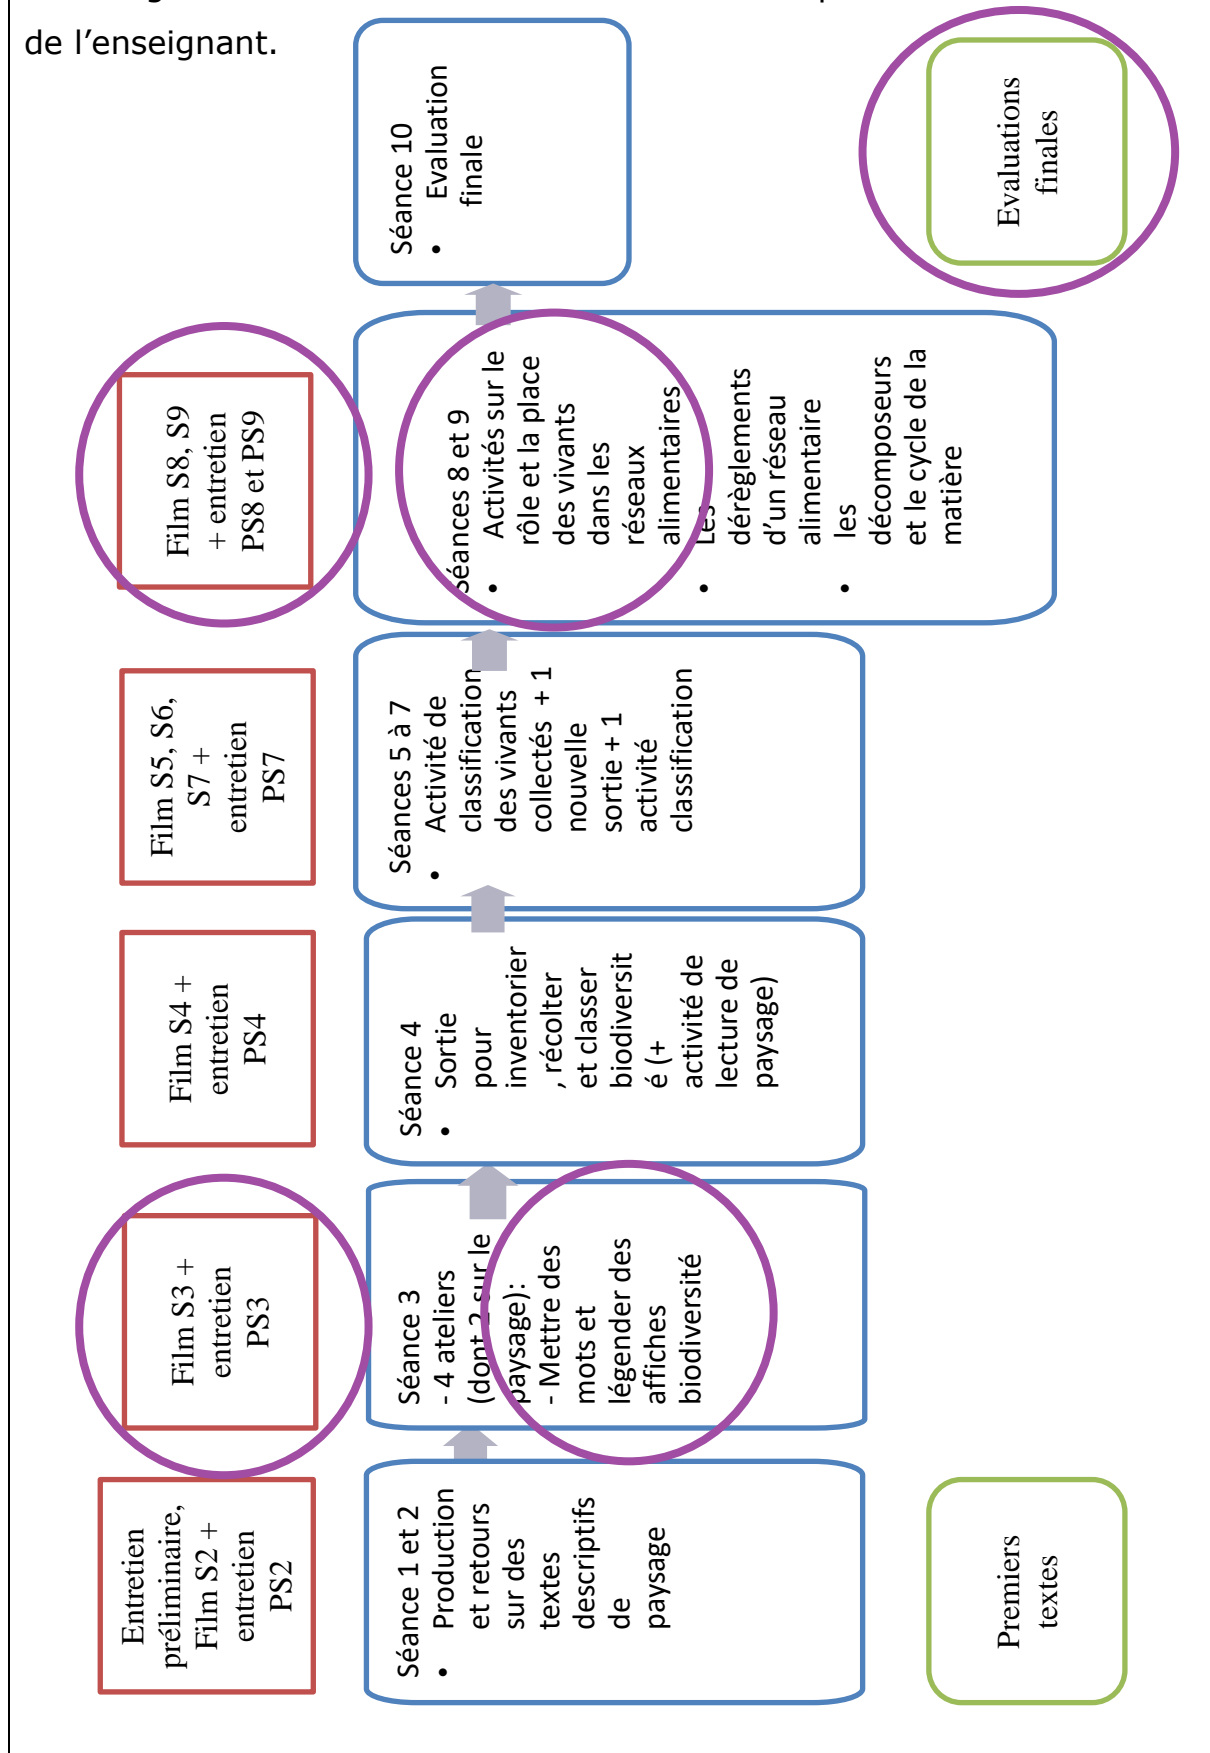 de l’enseignant.
Entretien
préliminaire,
Film S2 +
entretien
PS2
Film S3 +
entretien
PS3
Film S4 +
entretien
PS4
Film S5, S6,
S7 +
entretien
PS7
Film S8, S9
+ entretien
PS8 et PS9
Séance 1 et 2
• Production
et retours
sur des
textes
descriptifs
de
paysage
Séance 3
- 4 ateliers
(dont 2 sur le
paysage):
- Mettre des
mots et
légender des
affiches
biodiversité
Séance 4
• Sortie
pour
inventorier
, récolter
et classer
biodiversit
é (+
activité de
lecture de
paysage)
Séances 5 à 7
• Activité de
classification
des vivants
collectés + 1
nouvelle
sortie + 1
activité
classification
Séances 8 et 9
• Activités sur le
rôle et la place
des vivants
dans les
réseaux
alimentaires
• Les
dérèglements
d’un réseau
alimentaire
• les
décomposeurs
et le cycle de la
matière
Séance 10
• Evaluation
finale
Premiers
textes
Evaluations
finales